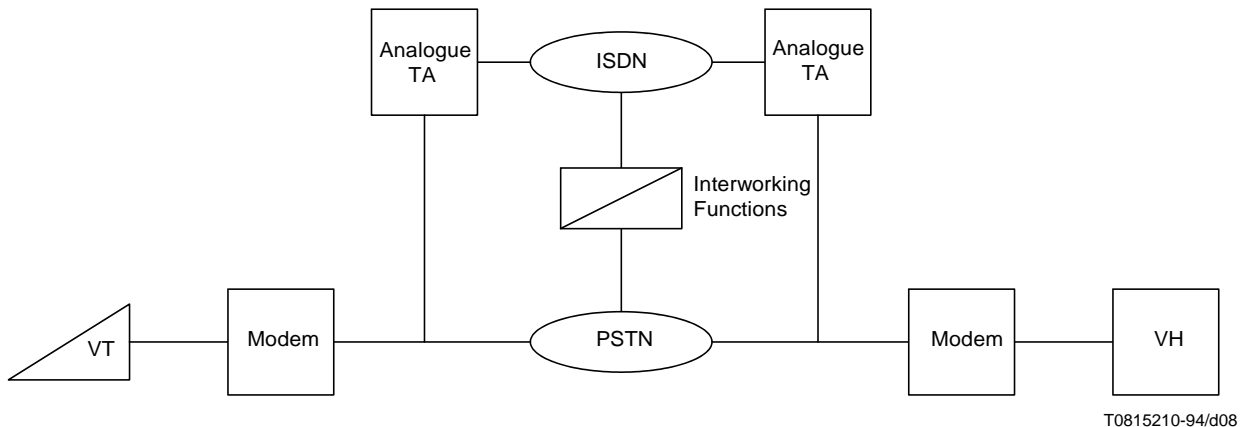 Analogue
TA
ISDN
Analogue
TA
Interworking
Functions
VT
Modem
PSTN
Modem
VH
T0815210-94/d08